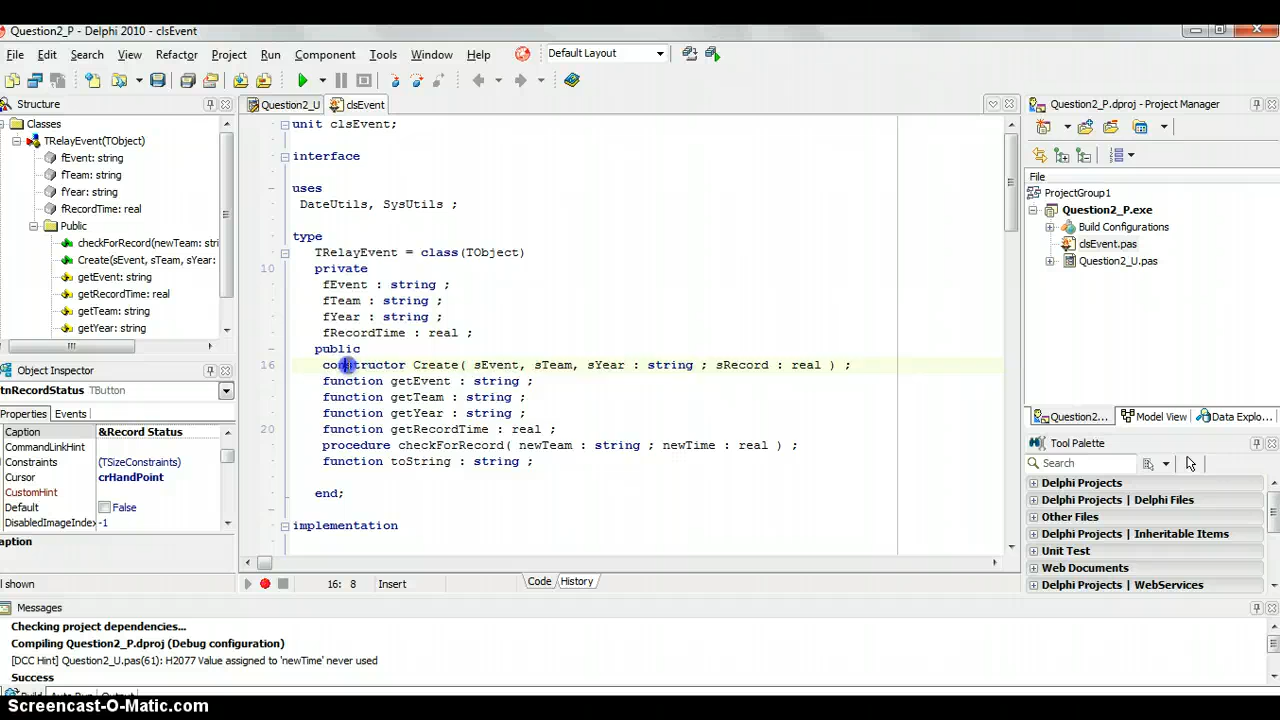 Question2_P - Delphi 2010 - clsEvent
File Edit Search View Refactor Project Run Component Tools Window Help Default Layout
Structure
Classes
TRelayEvent(TObject)
fEvent: string
fTeam: string
fYear: string
fRecordTime: real
Public
checkForRecord(newTeam: stri
Create(sEvent, sTeam, sYear:
getEvent: string
getRecordTime: real
getTeam: string
getYear: string
Object Inspector
tnRecordStatus TButton
Properties Events
Caption &Record Status
CommandLinkHint
Constraints (TSizeConstraints)
Cursor crHandPoint
CustomHint
Default False
DisabledImageIndex -1
aption
l shown
Question2_U clsEvent
unit clsEvent;
interface
uses
DateUtils, SysUtils ;
type
TRelayEvent = class(TObject)
10 private
fEvent : string ;
fTeam : string ;
fYear : string ;
fRecordTime : real ;
public
16 constructor Create( sEvent, sTeam, sYear : string ; sRecord : real ) ;
function getEvent : string ;
function getTeam : string ;
function getYear : string ;
20 function getRecordTime : real ;
procedure checkForRecord( newTeam : string ; newTime : real ) ;
function toString : string ;
end;
implementation
16: 8 Insert Code History
Question2_P.dproj - Project Manager
File
ProjectGroup1
Question2_P.exe
Build Configurations
clsEvent.pas
Question2_U.pas
Question2... Model View Data Explo...
Tool Palette
Search
Delphi Projects
Delphi Projects | Delphi Files
Other Files
Delphi Projects | Inheritable Items
Unit Test
Web Documents
Delphi Projects | WebServices
Messages
Checking project dependencies...
Compiling Question2_P.dproj (Debug configuration)
[DCC Hint] Question2_U.pas(61): H2077 Value assigned to 'newTime' never used
Success
Build Auto Run Output
Screencast-O-Matic.com